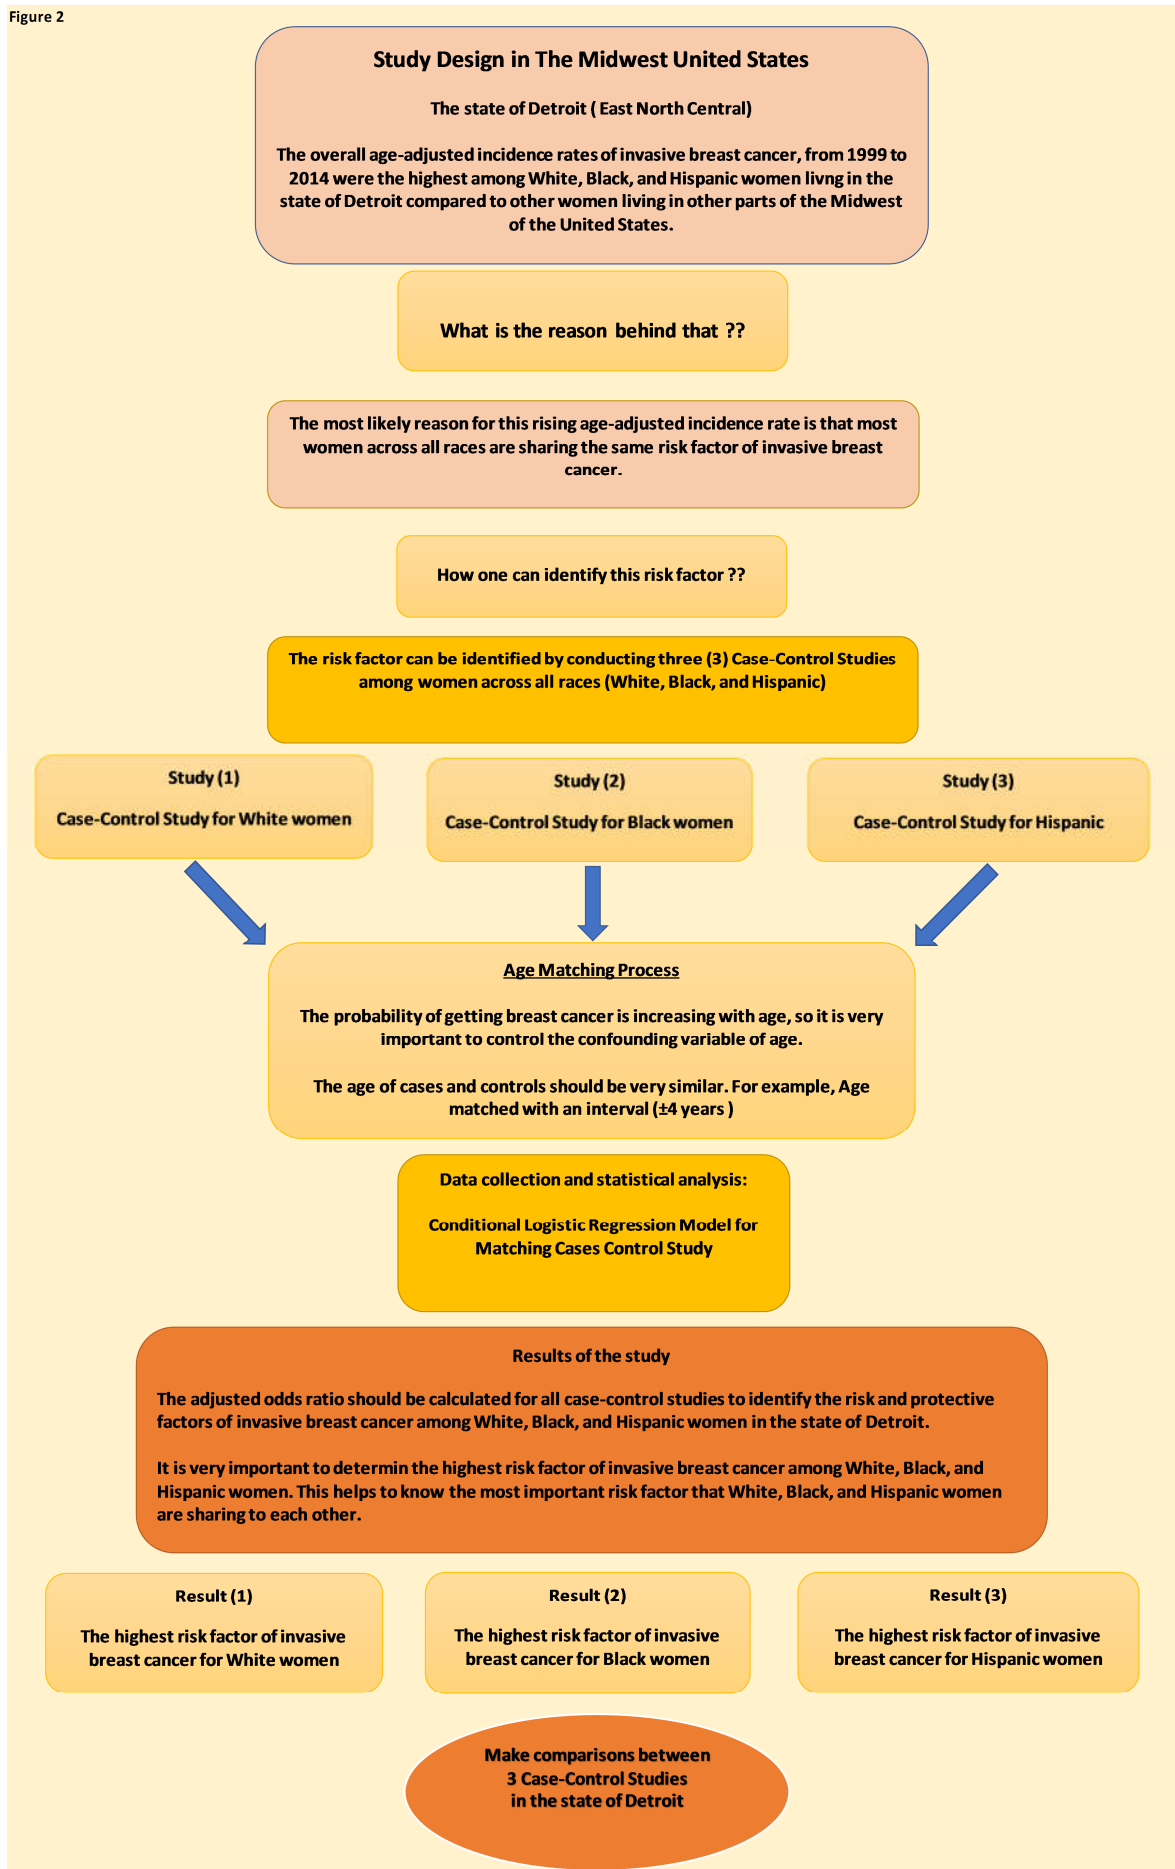 Figure 2
Study Design in The Midwest United States
The state of Detroit ( East North Central)
The overall age-adjusted incidence rates of invasive breast cancer, from 1999 to
2014 were the highest among White, Black, and Hispanic women livng in the
state of Detroit compared to other women living in other parts of the Midwest
of the United States.
What is the reason behind that ??
The most likely reason for this rising age-adjusted incidence rate is that most
women across all races are sharing the same risk factor of invasive breast
cancer.
How one can identify this risk factor ??
The risk factor can be identified by conducting three (3) Case-Control Studies
among women across all races (White, Black, and Hispanic)
Study (1)
Case-Control Study for White women
Study (2)
Case-Control Study for Black women
Study (3)
Case-Control Study for Hispanic
Age Matching Process
The probability of getting breast cancer is increasing with age, so it is very
important to control the confounding variable of age.
The age of cases and controls should be very similar. For example, Age
matched with an interval (±4 years )
Data collection and statistical analysis:
Conditional Logistic Regression Model for
Matching Cases Control Study
Results of the study
The adjusted odds ratio should be calculated for all case-control studies to identify the risk and protective
factors of invasive breast cancer among White, Black, and Hispanic women in the state of Detroit.
It is very important to determin the highest risk factor of invasive breast cancer among White, Black, and
Hispanic women. This helps to know the most important risk factor that White, Black, and Hispanic women
are sharing to each other.
Result (1)
The highest risk factor of invasive
breast cancer for White women
Result (2)
The highest risk factor of invasive
breast cancer for Black women
Result (3)
The highest risk factor of invasive
breast cancer for Hispanic women
Make comparisons between
3 Case-Control Studies
in the state of Detroit